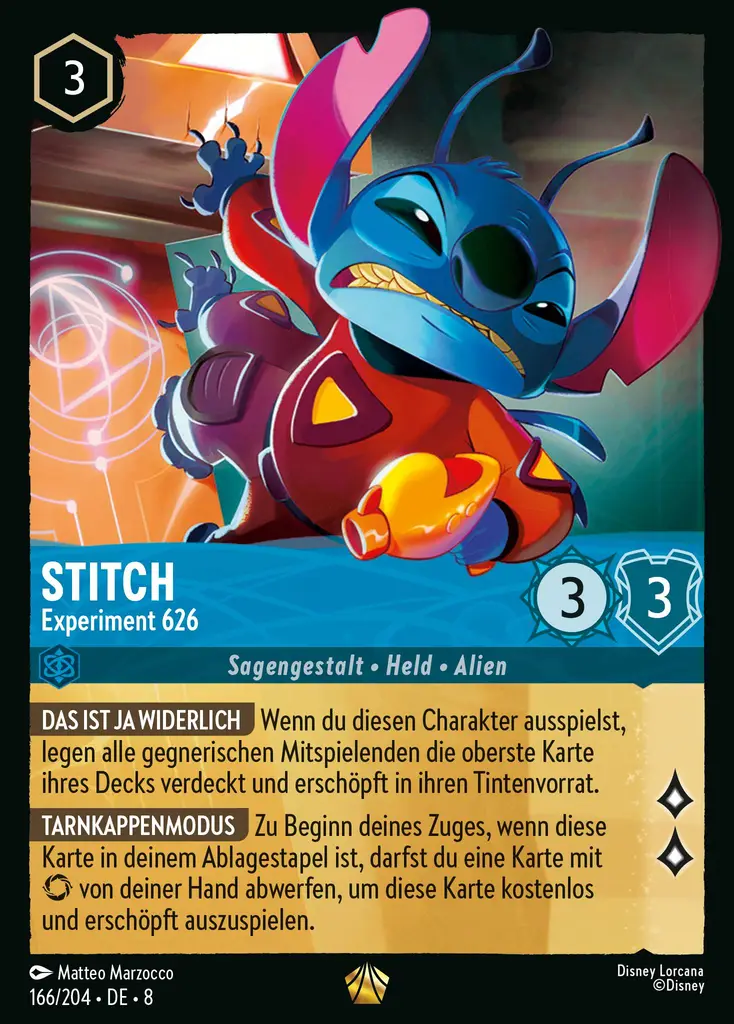 3
STITCH
Experiment 626
3
3
Sagengestalt • Held • Alien
DAS IST JA WIDERLICH Wenn du diesen Charakter ausspielst,
legen alle gegnerischen Mitspielenden die oberste Karte
ihres Decks verdeckt und erschöpft in ihren Tintenvorrat.
TARNKAPPENMODUS Zu Beginn deines Zuges, wenn diese
Karte in deinem Ablagestapel ist, darfst du eine Karte mit
von deiner Hand abwerfen, um diese Karte kostenlos
und erschöpft auszuspielen.
Matteo Marzocco
Disney Lorcana
166/204 • DE • 8
©Disney